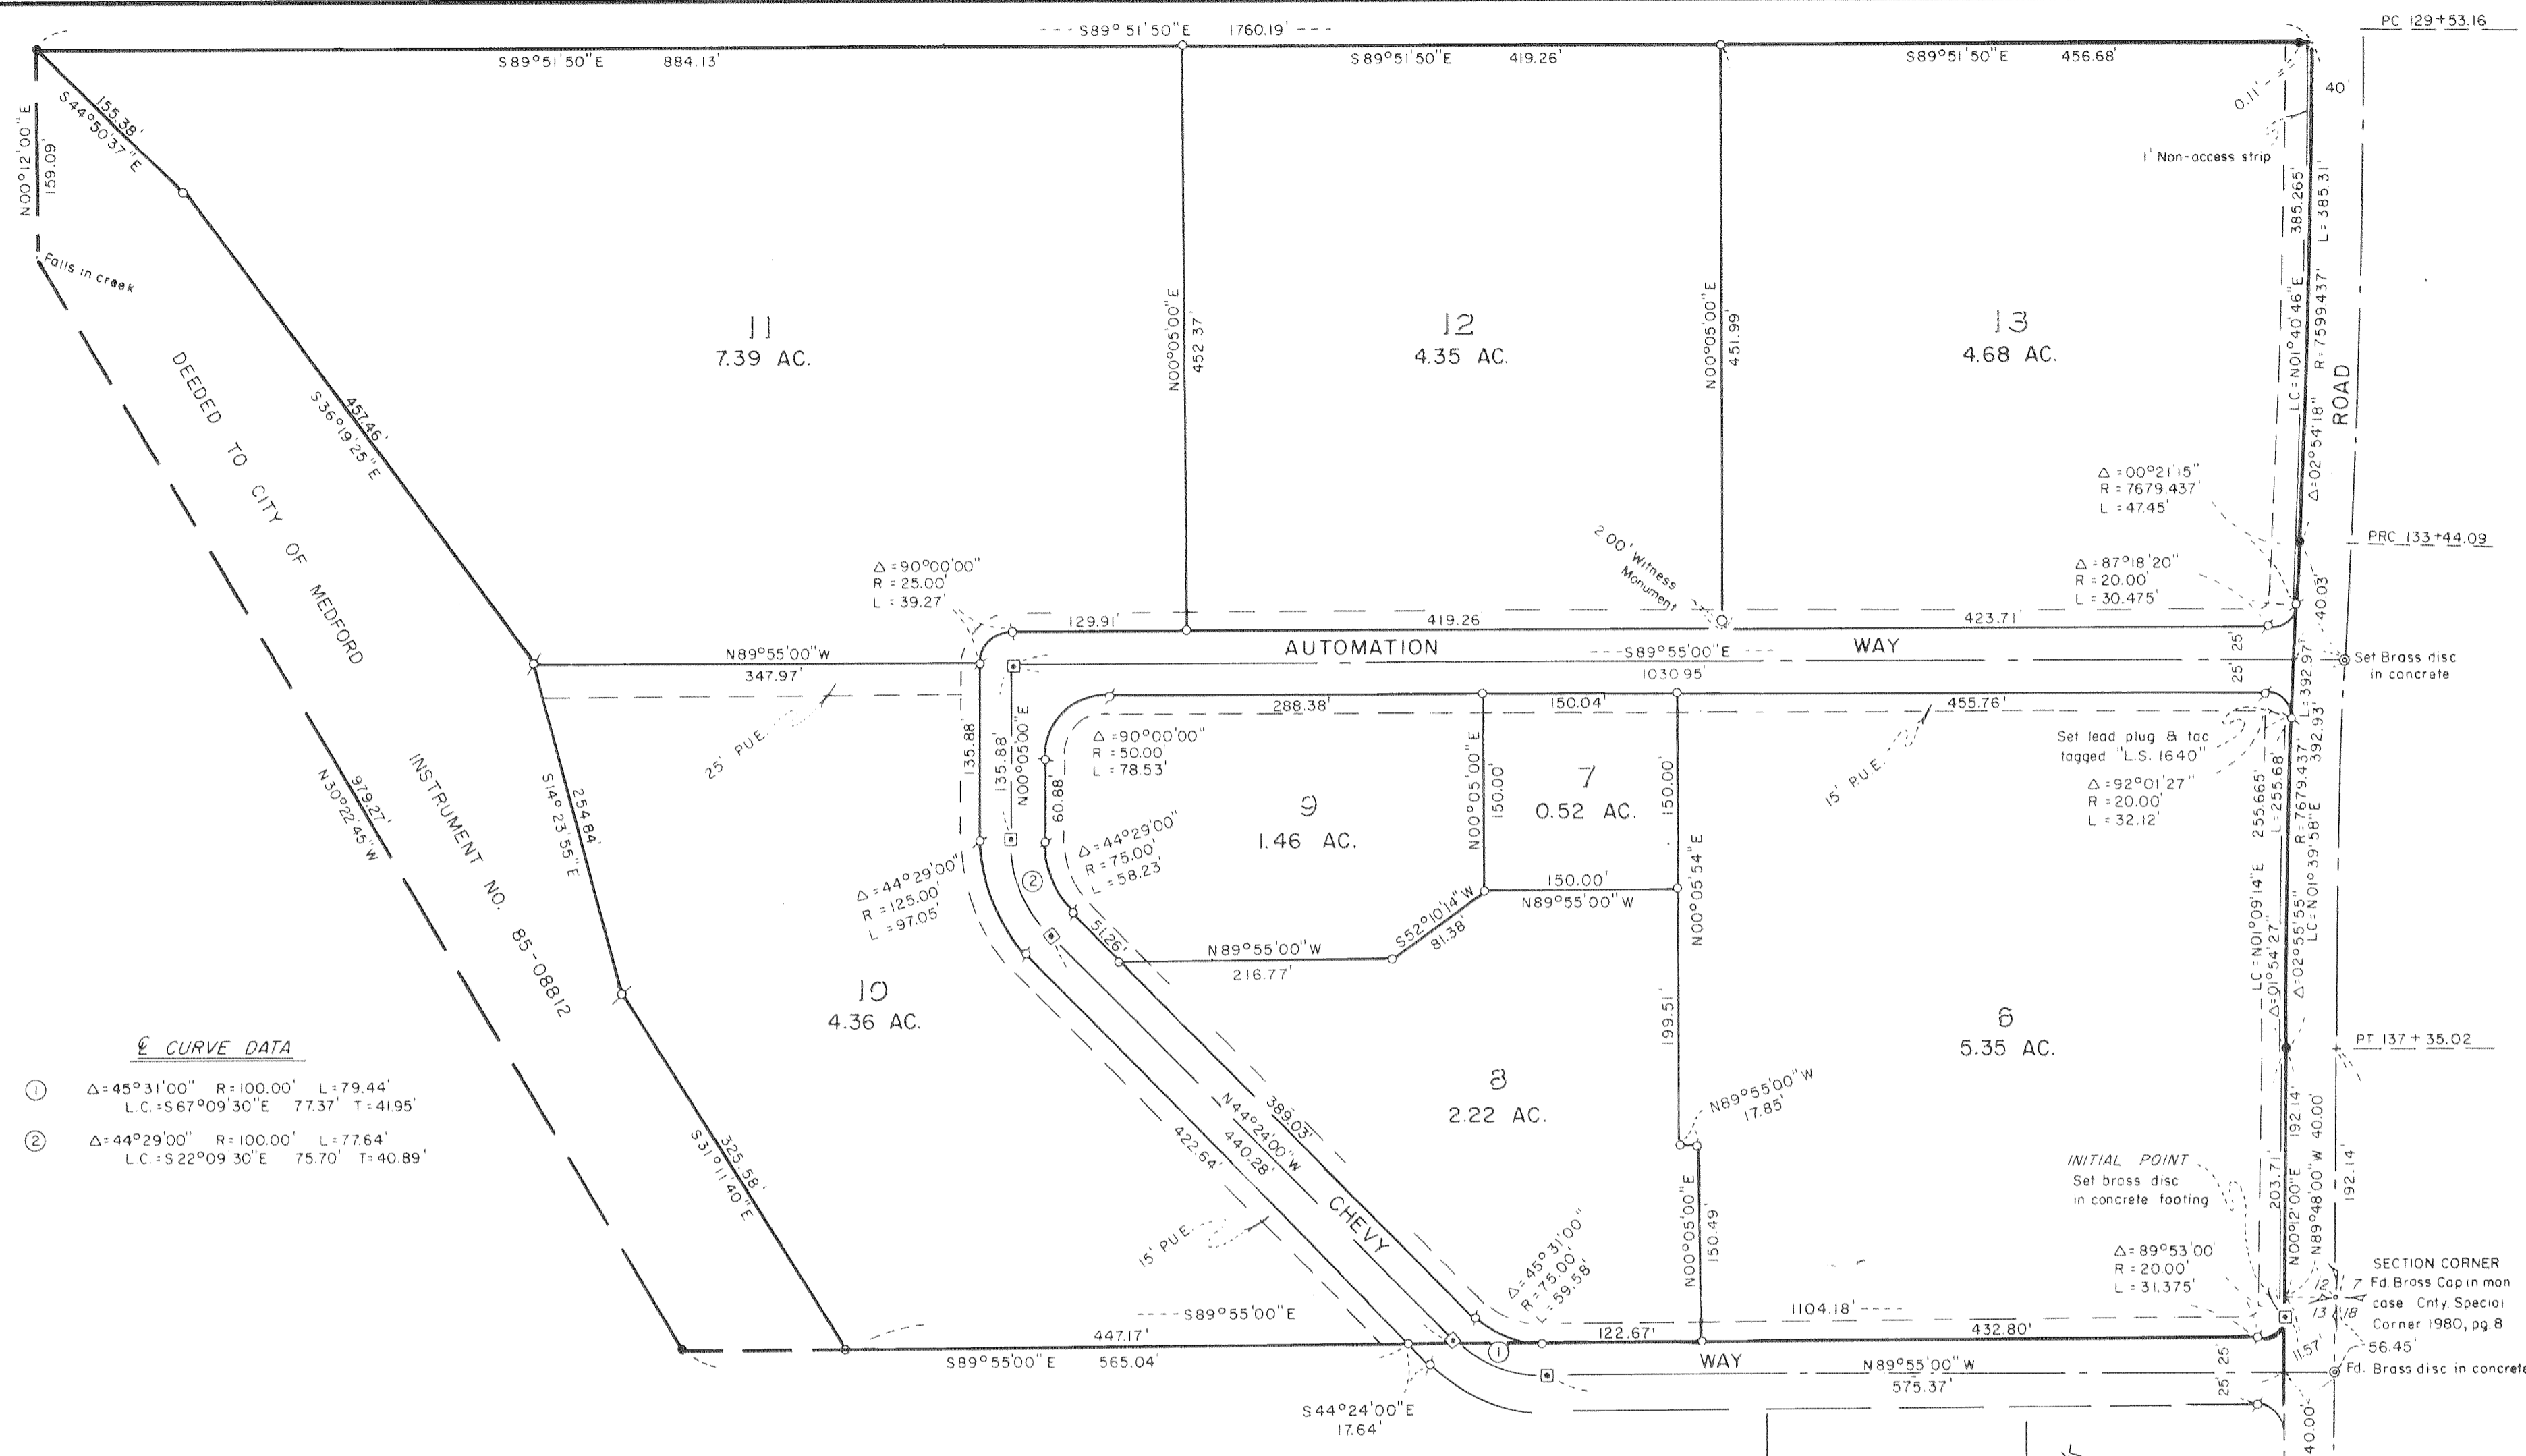 --- S89°51'50"E 1760.19' ---
PC 129+53.16
S89°51'50"E 884.13'
S89°51'50"E 419.26'
S89°51'50"E 456.68'
40'
0.11'
1' Non-access strip
N00°12'00"E
159.09'
155.38'
S44°50'37"E
Falls in creek
457.46'
S36°19'25"E
DEEDED TO CITY OF MEDFORD
INSTRUMENT NO. 85-08812
979.27'
N30°22'45"W
11
7.39 AC.
N00°05'00"E
452.37'
12
4.35 AC.
N00°05'00"E
451.99'
13
4.68 AC.
LC=N01°40'46"E 385.265'
L=385.31'
Δ=02°54'18" R=7599.437'
ROAD
Δ=00°21'15"
R=7679.437'
L=47.45'
PRC 133+44.09
Δ=87°18'20"
R=20.00'
L=30.475'
40.03'
2.00' Witness
Monument
Δ=90°00'00"
R=25.00'
L=39.27'
129.91'
419.26'
423.71'
AUTOMATION WAY
---S89°55'00"E---
1030.95
25' 25'
Set Brass disc
in concrete
N89°55'00"W
347.97'
25' P.U.E.
135.88'
135.88'
N00°05'00"E
60.88'
288.38'
150.04'
455.76'
15' P.U.E.
Δ=90°00'00"
R=50.00'
L=78.53'
Δ=44°29'00"
R=75.00'
L=58.23'
Δ=44°29'00"
R=125.00'
L=97.05'
2
9
1.46 AC.
N00°05'00"E
150.00'
7
0.52 AC.
150.00'
150.00'
N89°55'00"W
S52°10'14"W
81.38'
N89°55'00"W
216.77'
51.26'
N00°05'54"E
199.51'
Set lead plug & tac
tagged "L.S. 1640"
Δ=92°01'27"
R=20.00'
L=32.12'
L=392.97'
392.93'
R=7679.437'
LC=N01°39'58"E
Δ=02°55'55"
L=255.68'
LC=N01°09'14"E 255.665'
Δ=01°54'27"
PT 137+35.02
S14°23'55"E
254.84'
10
4.36 AC.
8
2.22 AC.
6
5.35 AC.
N89°55'00"W
17.85'
N00°05'00"E
150.49'
℄ CURVE DATA
1 Δ=45°31'00" R=100.00' L=79.44'
L.C.=S67°09'30"E 77.37' T=41.95'
2 Δ=44°29'00" R=100.00' L=77.64'
L.C.=S22°09'30"E 75.70' T=40.89'
325.58'
S31°11'40"E
389.03'
N44°24'00"W
440.28'
422.64'
15' P.U.E.
CHEVY
Δ=45°31'00"
R=75.00'
L=59.58'
INITIAL POINT
Set brass disc
in concrete footing
Δ=89°53'00"
R=20.00'
L=31.375'
203.71'
N00°12'00"E 192.14'
N89°48'00"W 40.00'
192.14'
SECTION CORNER
Fd. Brass Cap in mon
case Cnty. Special
Corner 1980, pg. 8
12 7
13 18
56.45'
11.57
Fd. Brass disc in concrete
----S89°55'00"E
1104.18'----
447.17'
S89°55'00"E 565.04'
122.67'
432.80'
1
WAY
N89°55'00"W
575.37'
25' 25'
S44°24'00"E
17.64'
40.00'